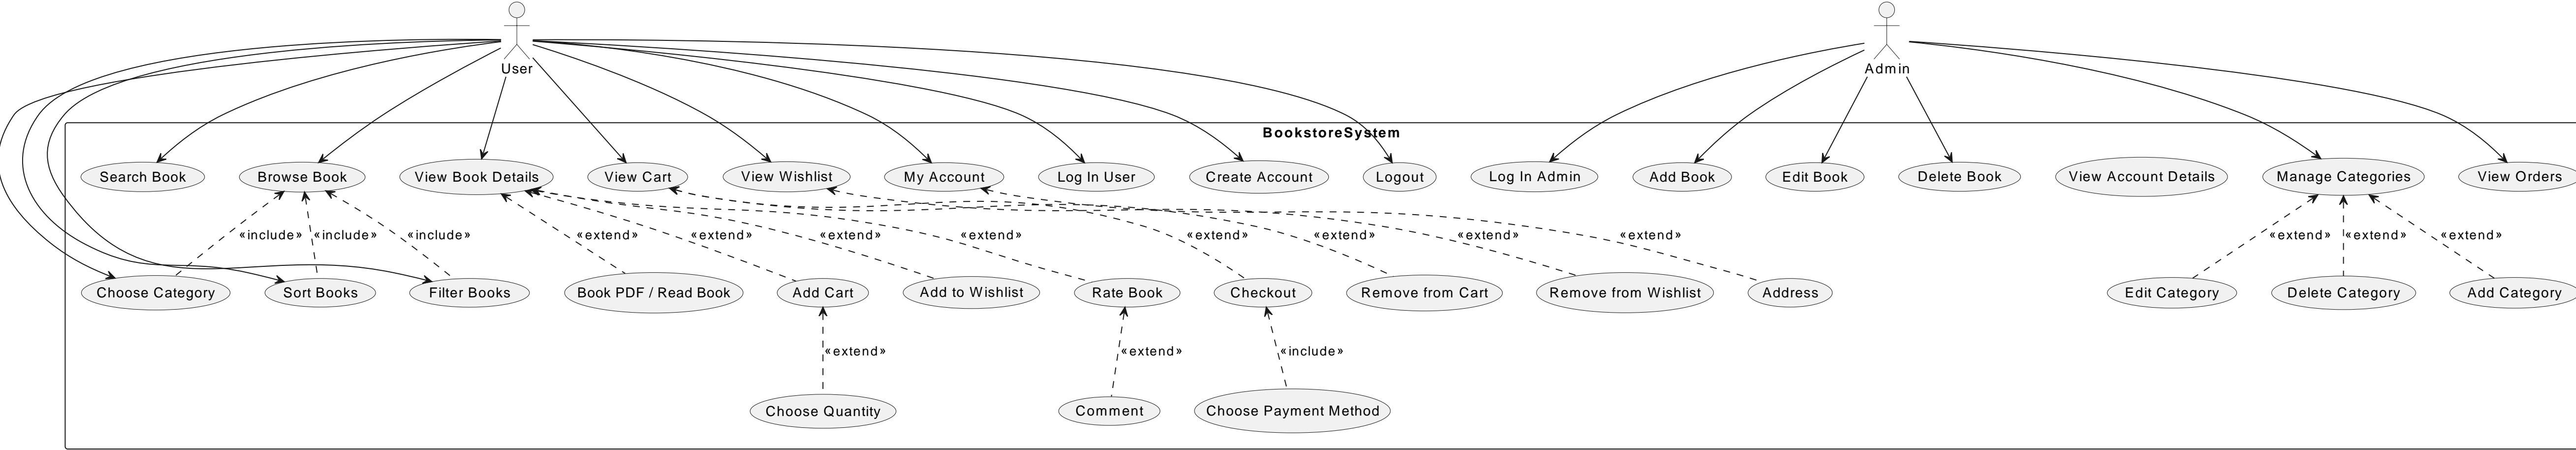 User
Admin
BookstoreSystem
Search Book
Browse Book
View Book Details
View Cart
View Wishlist
My Account
Log In User
Create Account
Logout
Log In Admin
Add Book
Edit Book
Delete Book
View Account Details
Manage Categories
View Orders
«include»
«include»
«include»
«extend»
«extend»
«extend»
«extend»
«extend»
«extend»
«extend»
«extend»
«extend»
«extend»
«extend»
Choose Category
Sort Books
Filter Books
Book PDF / Read Book
Add Cart
Add to Wishlist
Rate Book
Checkout
Remove from Cart
Remove from Wishlist
Address
Edit Category
Delete Category
Add Category
«extend»
«extend»
«include»
Choose Quantity
Comment
Choose Payment Method